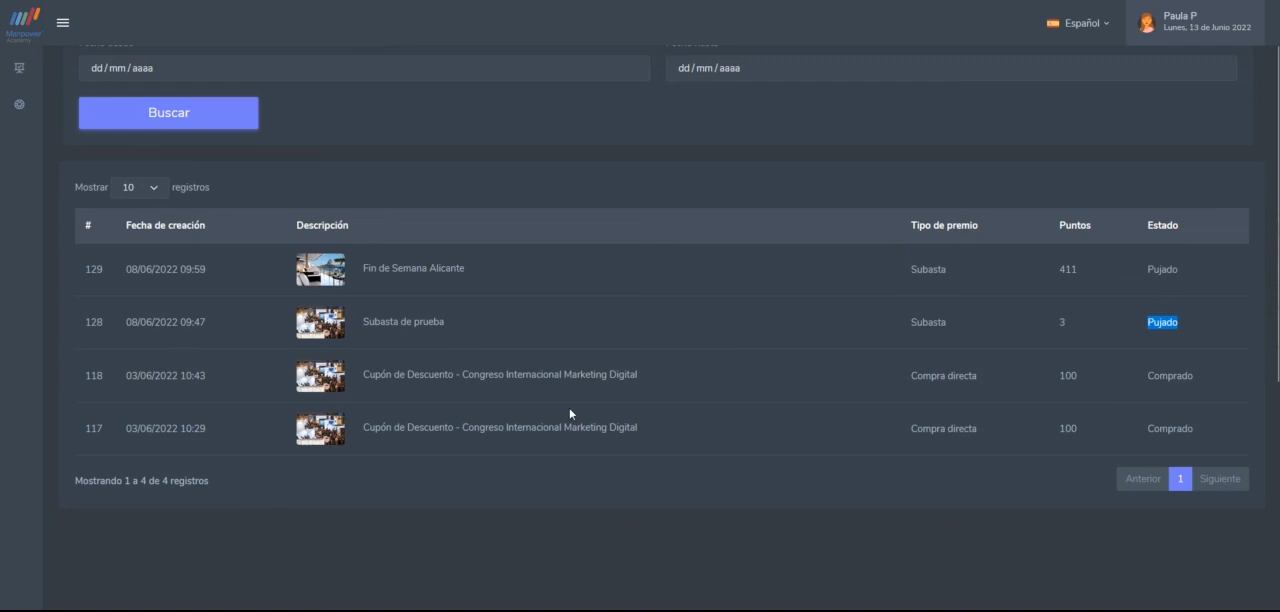 Manpower
Academy
Español
Paula P
Lunes, 13 de Junio 2022
dd/mm/aaaa
dd/mm/aaaa
Buscar
Mostrar 10 registros
# Fecha de creación Descripción Tipo de premio Puntos Estado
129 08/06/2022 09:59 Fin de Semana Alicante Subasta 411 Pujado
128 08/06/2022 09:47 Subasta de prueba Subasta 3 Pujado
118 03/06/2022 10:43 Cupón de Descuento - Congreso Internacional Marketing Digital Compra directa 100 Comprado
117 03/06/2022 10:29 Cupón de Descuento - Congreso Internacional Marketing Digital Compra directa 100 Comprado
Mostrando 1 a 4 de 4 registros
Anterior 1 Siguiente